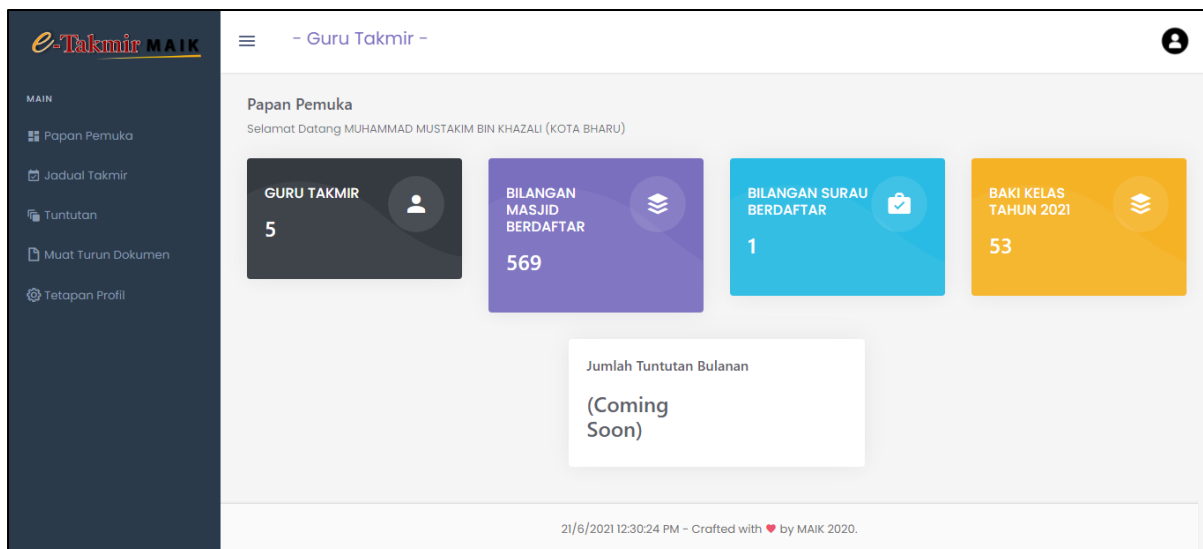 e-Takmir MAIK
- Guru Takmir -
MAIN
Papan Pemuka
Jadual Takmir
Tuntutan
Muat Turun Dokumen
Tetapan Profil
Papan Pemuka
Selamat Datang MUHAMMAD MUSTAKIM BIN KHAZALI (KOTA BHARU)
GURU TAKMIR
5
BILANGAN
MASJID
BERDAFTAR
569
BILANGAN SURAU
BERDAFTAR
1
BAKI KELAS
TAHUN 2021
53
Jumlah Tuntutan Bulanan
(Coming
Soon)
21/6/2021 12:30:24 PM - Crafted with ♥ by MAIK 2020.